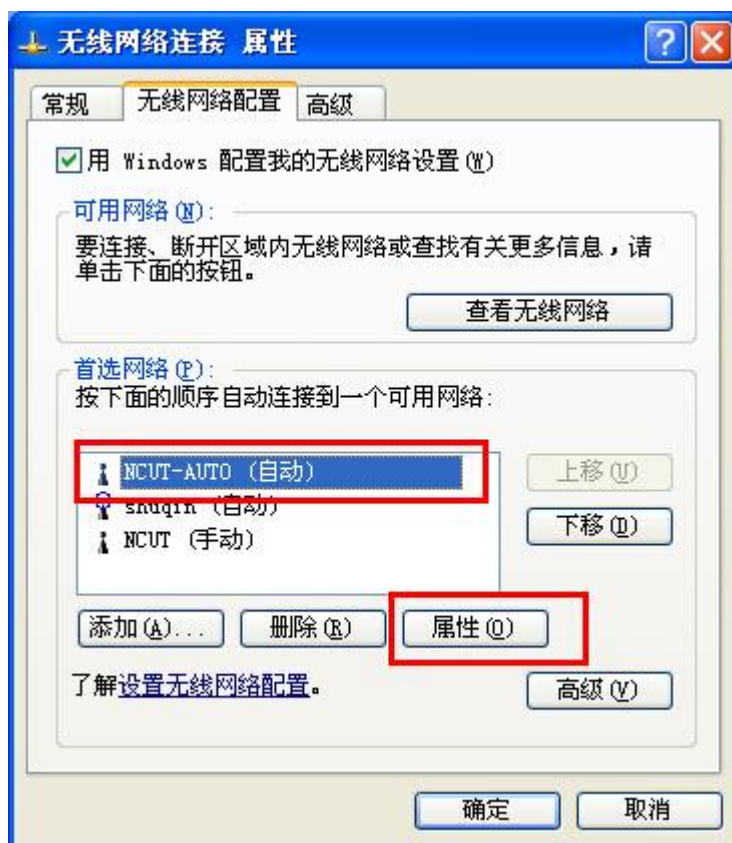 无线网络连接 属性
常规
无线网络配置
高级
用 Windows 配置我的无线网络设置(W)
可用网络(N):
要连接、断开区域内无线网络或查找有关更多信息，请
单击下面的按钮。
查看无线网络
首选网络(P):
按下面的顺序自动连接到一个可用网络:
NCUT-AUTO (自动)
上移(U)
shuqin (自动)
下移(D)
NCUT (手动)
添加(A)...
删除(R)
属性(O)
了解设置无线网络配置。
高级(V)
确定
取消